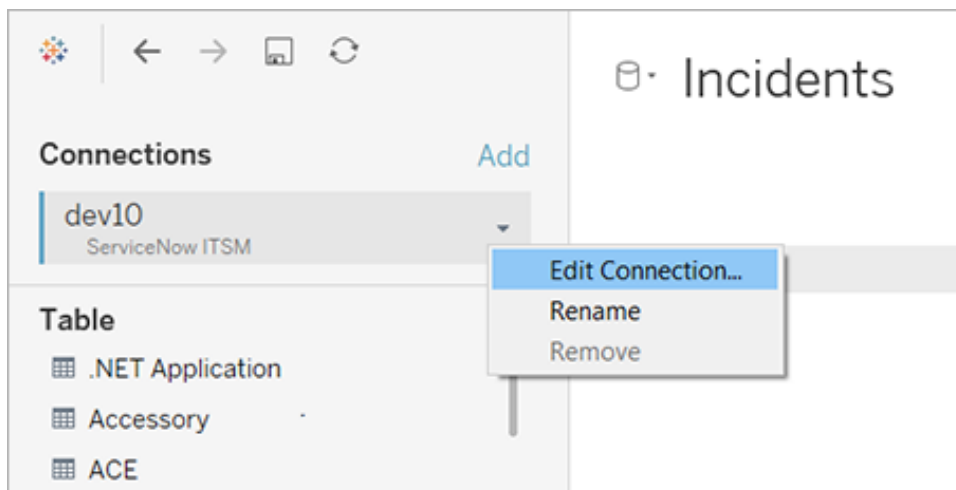 Incidents
Connections
Add
dev10
ServiceNow ITSM
Edit Connection...
Rename
Remove
Table
.NET Application
Accessory
ACE